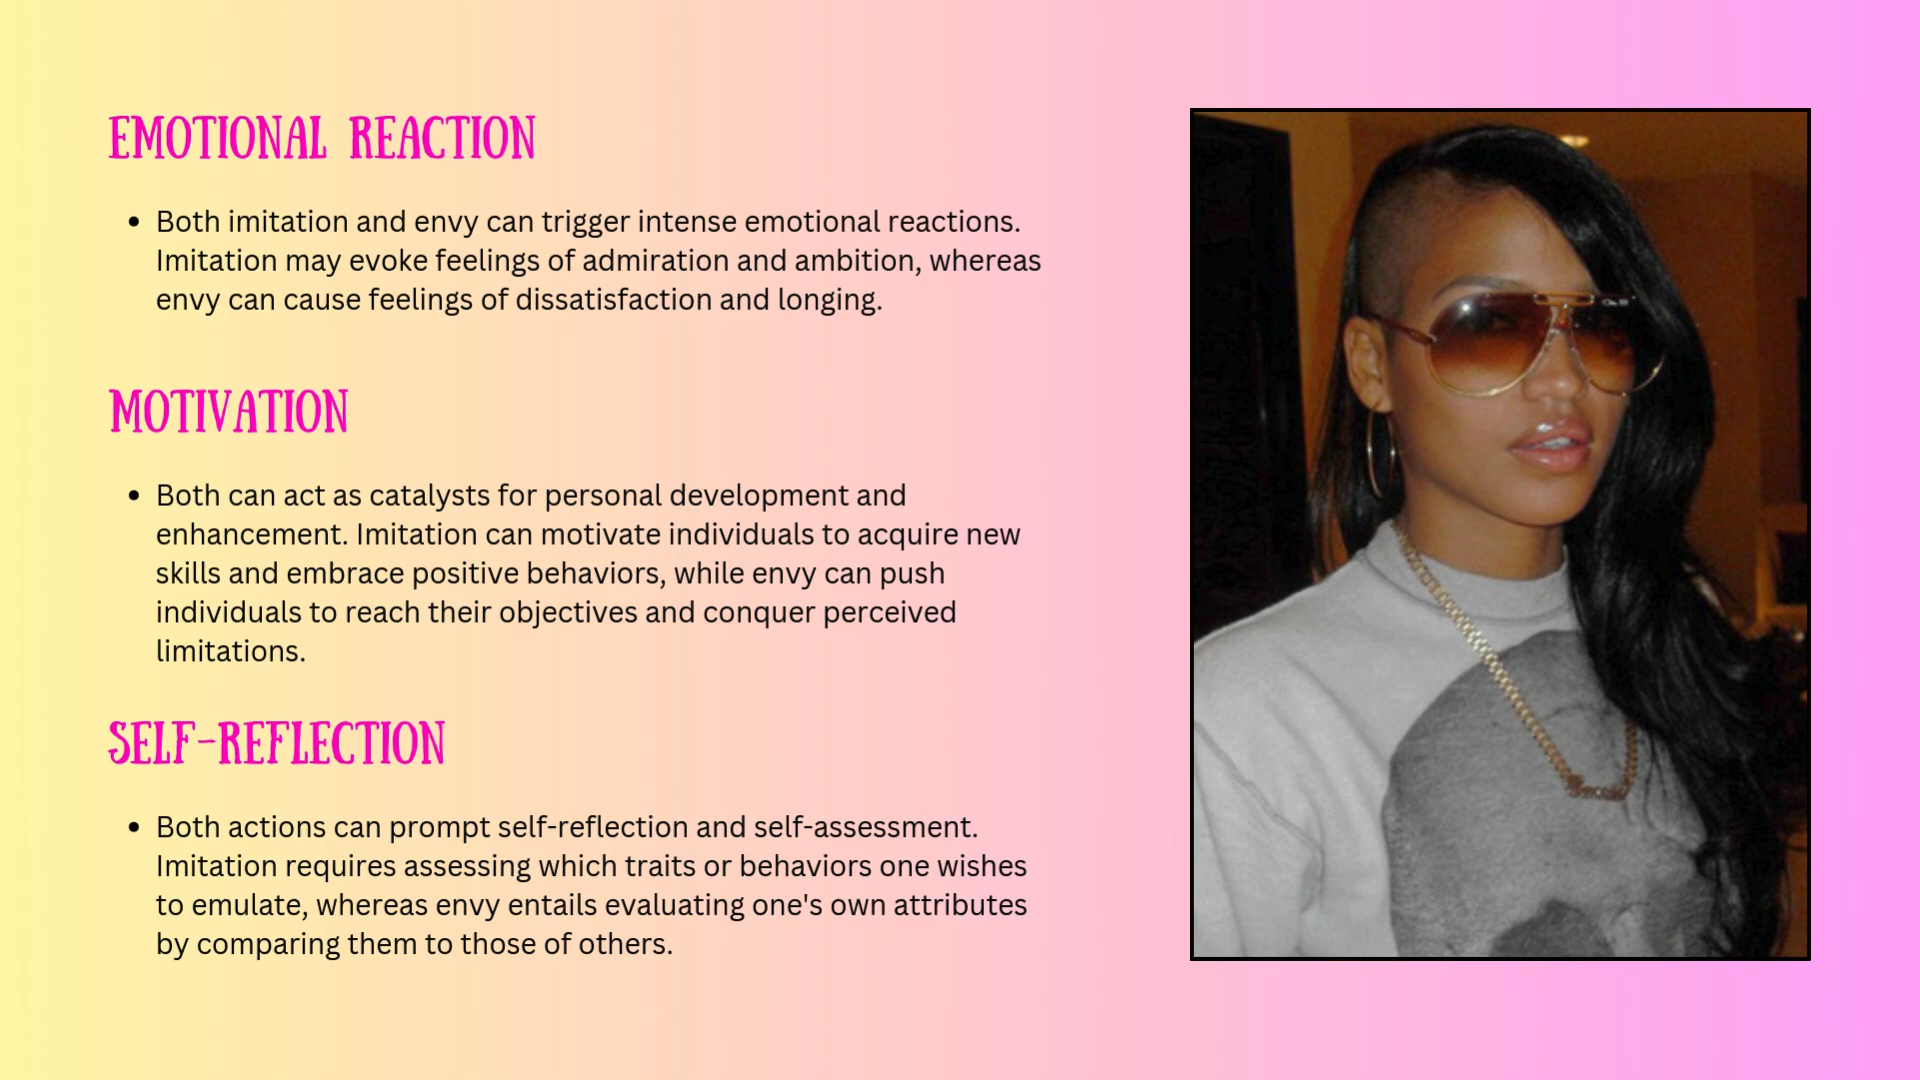 EMOTIONAL REACTION
• Both imitation and envy can trigger intense emotional reactions.
Imitation may evoke feelings of admiration and ambition, whereas
envy can cause feelings of dissatisfaction and longing.
MOTIVATION
• Both can act as catalysts for personal development and
enhancement. Imitation can motivate individuals to acquire new
skills and embrace positive behaviors, while envy can push
individuals to reach their objectives and conquer perceived
limitations.
SELF-REFLECTION
• Both actions can prompt self-reflection and self-assessment.
Imitation requires assessing which traits or behaviors one wishes
to emulate, whereas envy entails evaluating one's own attributes
by comparing them to those of others.